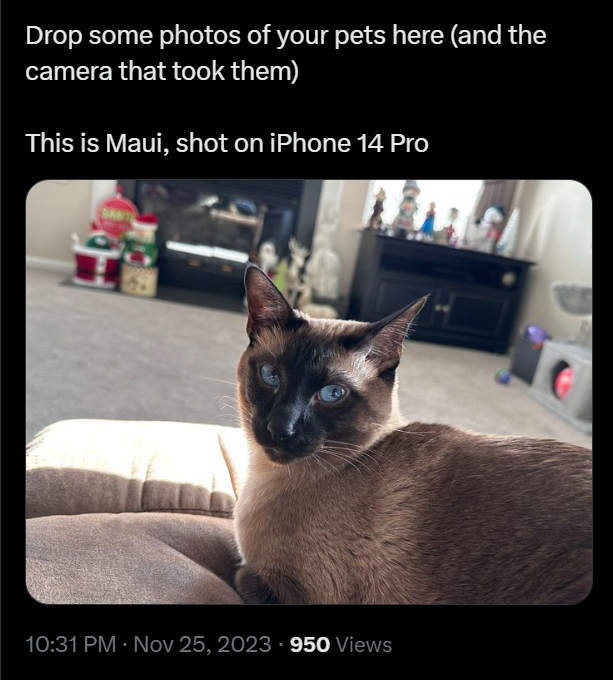 Drop some photos of your pets here (and the
camera that took them)
This is Maui, shot on iPhone 14 Pro
SANTA
10:31 PM · Nov 25, 2023 · 950 Views